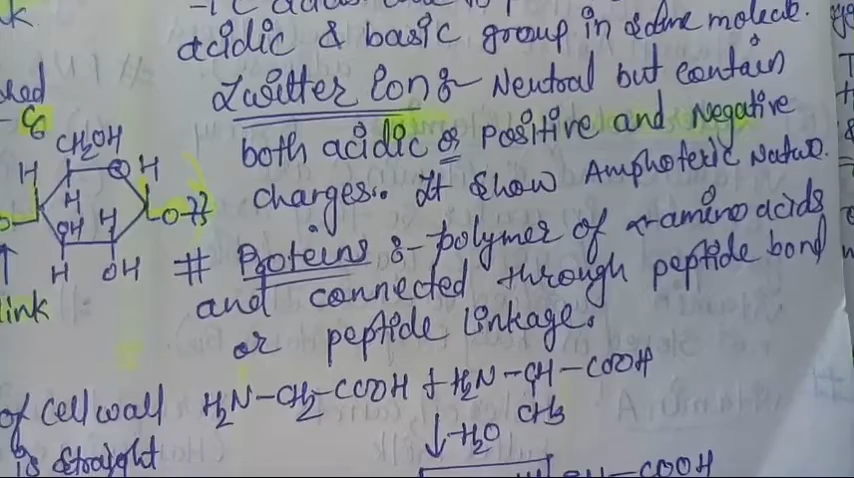 acidic & basic group in same molecule.
Zwitter Ion :- Neutral but contain
both acidic or Positive and Negative
charges. It show Amphoteric Nature.
# Proteins :- polymer of α-amino acids
and connected through peptide bond
or peptide linkage.
H₂N-CH₂-COOH + H₂N-CH-COOH
CH₃
↓-H₂O
CH-COOH
CH₂OH
H
O
H
H
OH
H
O
H
OH
link
of cell wall
is straight